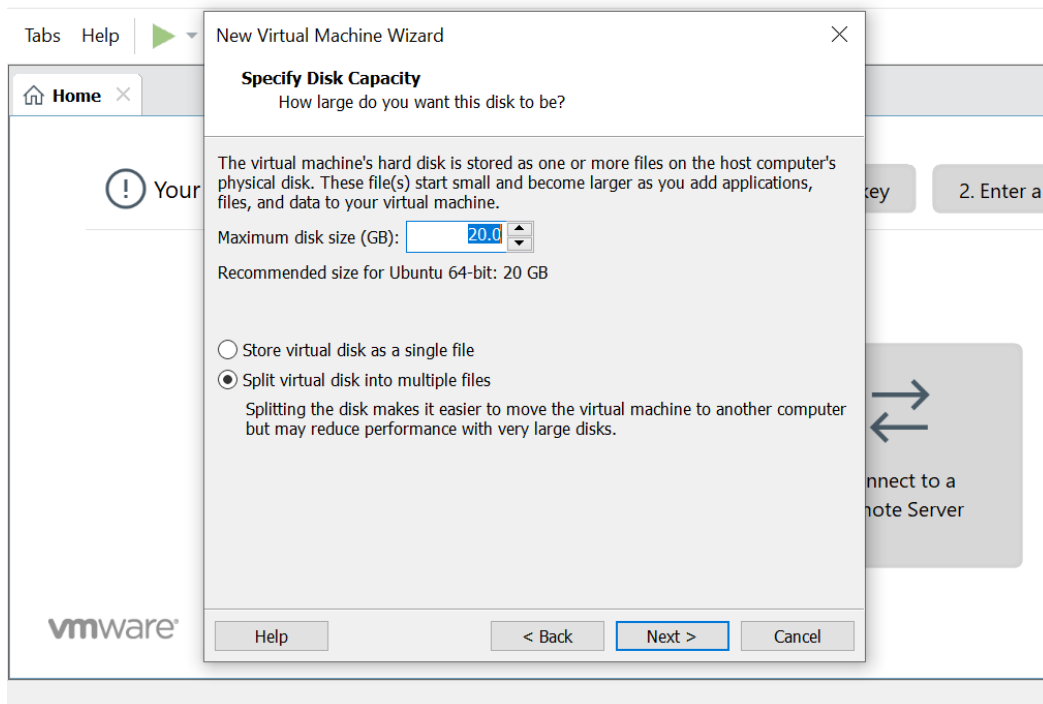 Tabs Help
New Virtual Machine Wizard
Home
Specify Disk Capacity
How large do you want this disk to be?
The virtual machine's hard disk is stored as one or more files on the host computer's
physical disk. These file(s) start small and become larger as you add applications,
files, and data to your virtual machine.
Your
key
2. Enter a
Maximum disk size (GB): 20.0
Recommended size for Ubuntu 64-bit: 20 GB
Store virtual disk as a single file
Split virtual disk into multiple files
Splitting the disk makes it easier to move the virtual machine to another computer
but may reduce performance with very large disks.
nnect to a
note Server
vmware
Help
< Back
Next >
Cancel